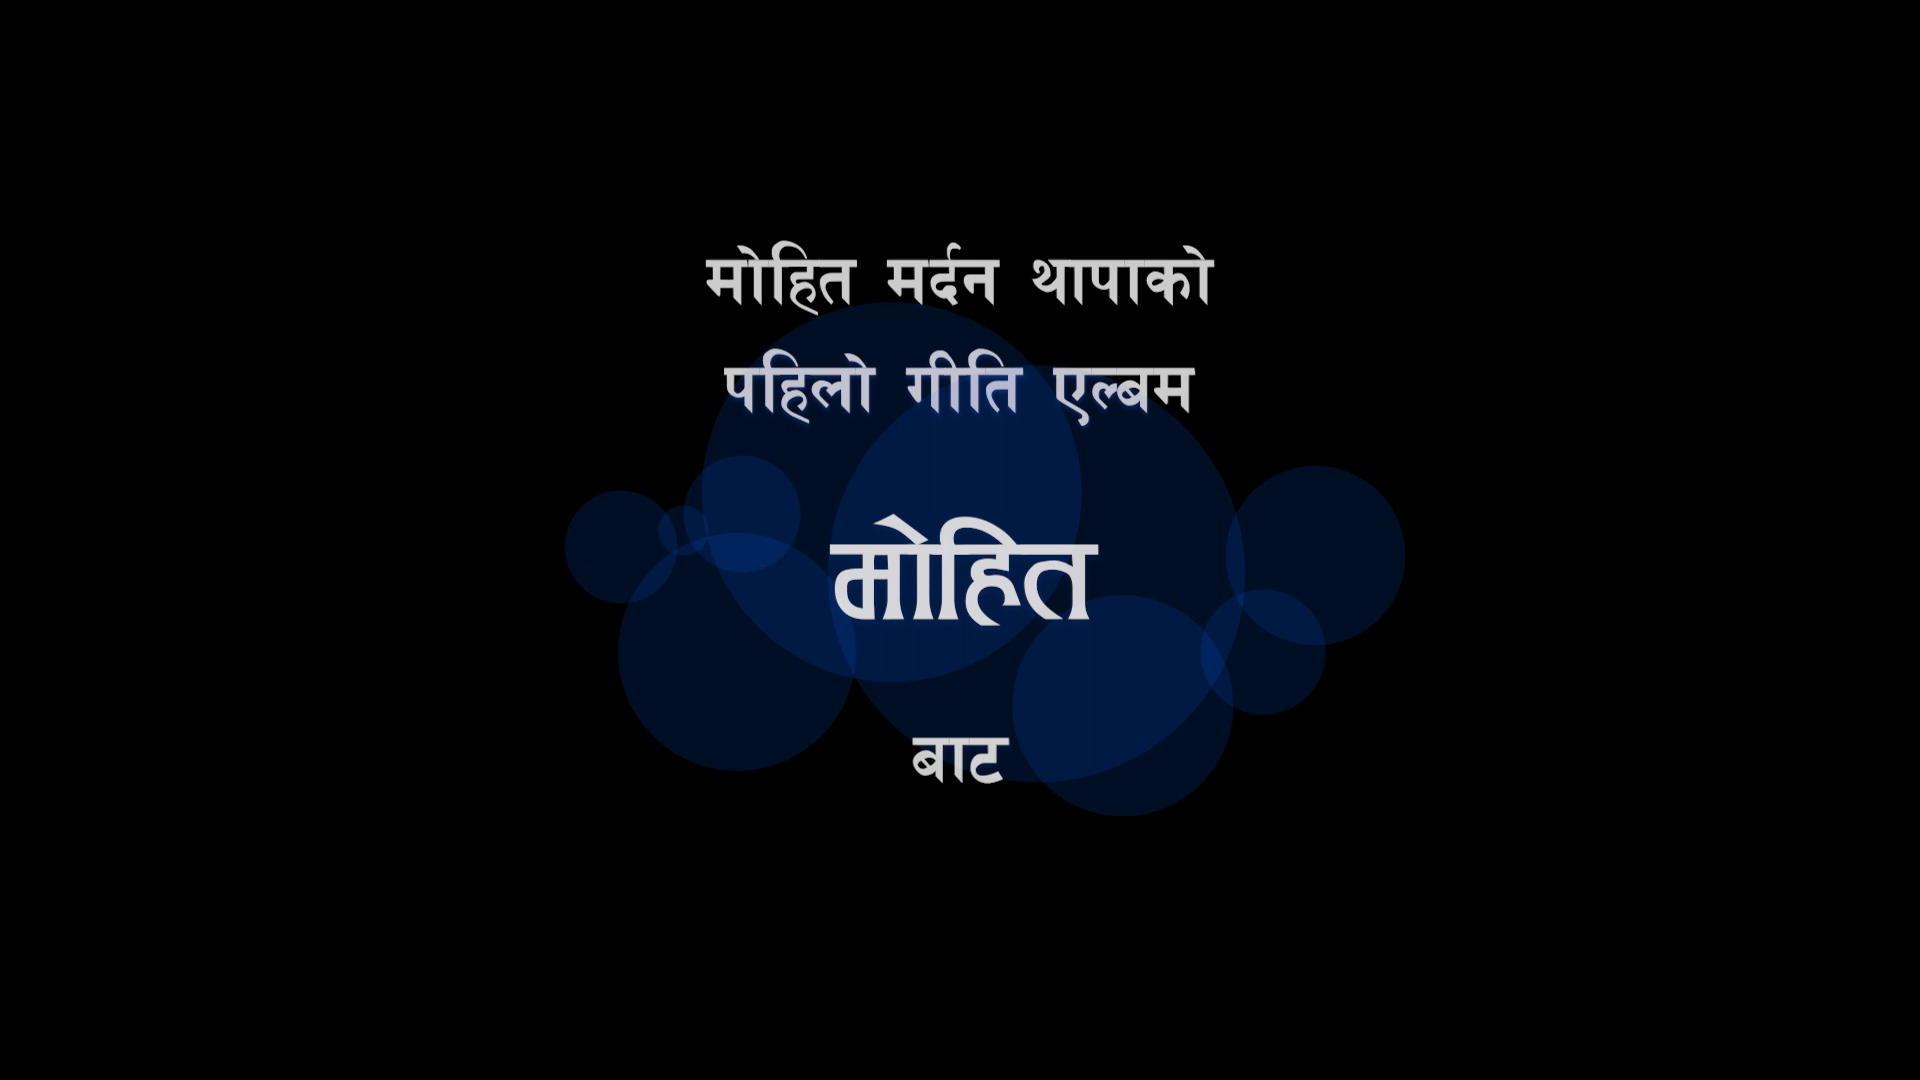 मोहित मर्दन थापाको
पहिलो गीति एल्बम
मोहित
बाट